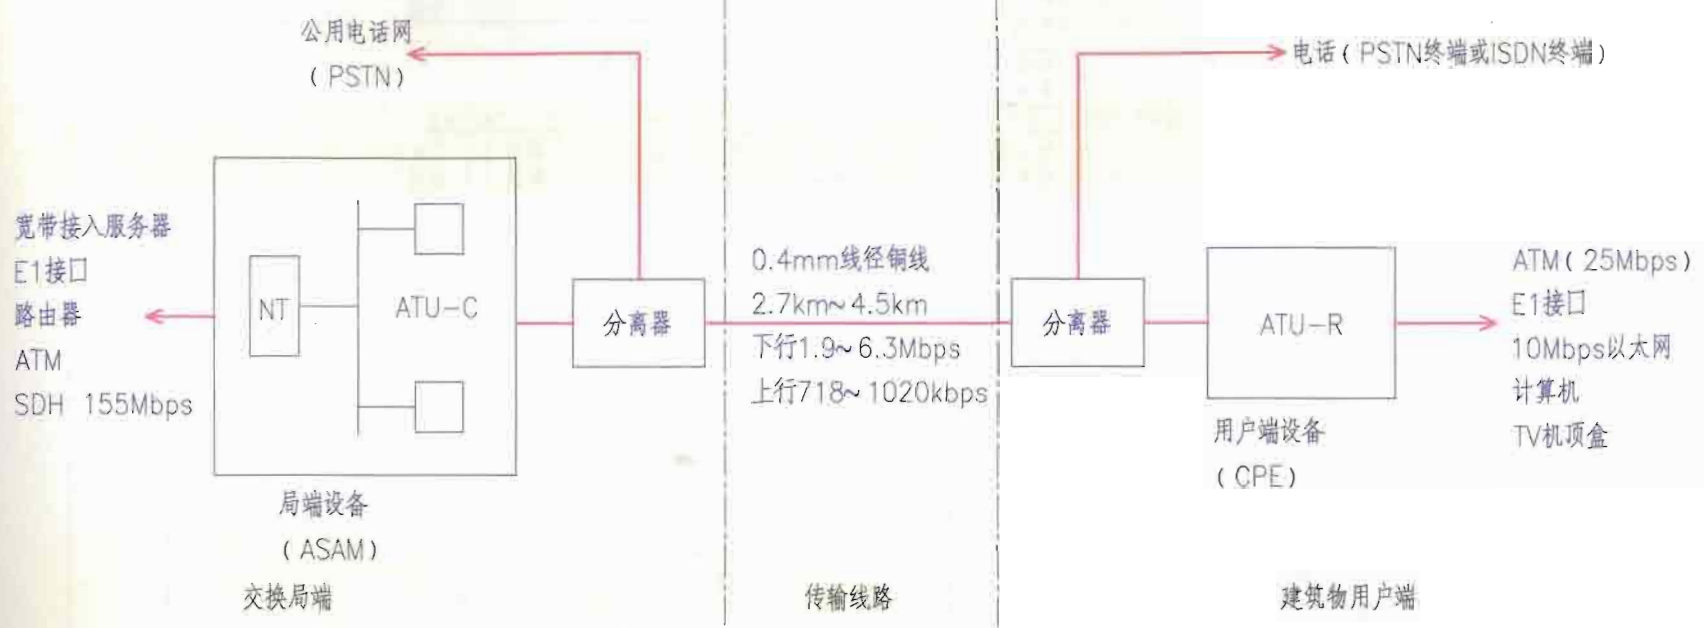 公用电话网
(PSTN)
电话(PSTN终端或ISDN终端)
宽带接入服务器
E1接口
路由器
ATM
SDH 155Mbps
NT
ATU-C
分离器
0.4mm线径铜线
2.7km~4.5km
下行1.9~6.3Mbps
上行718~1020kbps
分离器
ATU-R
ATM(25Mbps)
E1接口
10Mbps以太网
计算机
TV机顶盒
用户端设备
(CPE)
局端设备
(ASAM)
交换局端
传输线路
建筑物用户端